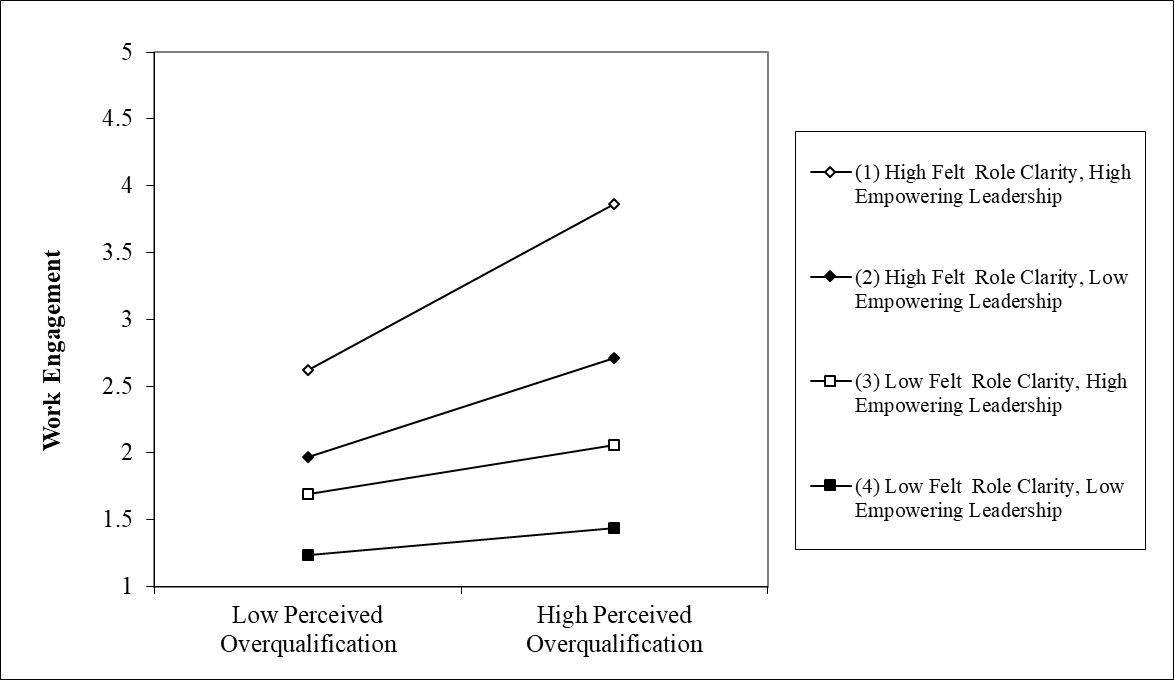 5
4.5
4
3.5
3
2.5
2
1.5
1
Work Engagement
Low Perceived
Overqualification
High Perceived
Overqualification
(1) High Felt  Role Clarity, High
Empowering Leadership
(2) High Felt  Role Clarity, Low
Empowering Leadership
(3) Low Felt  Role Clarity, High
Empowering Leadership
(4) Low Felt  Role Clarity, Low
Empowering Leadership